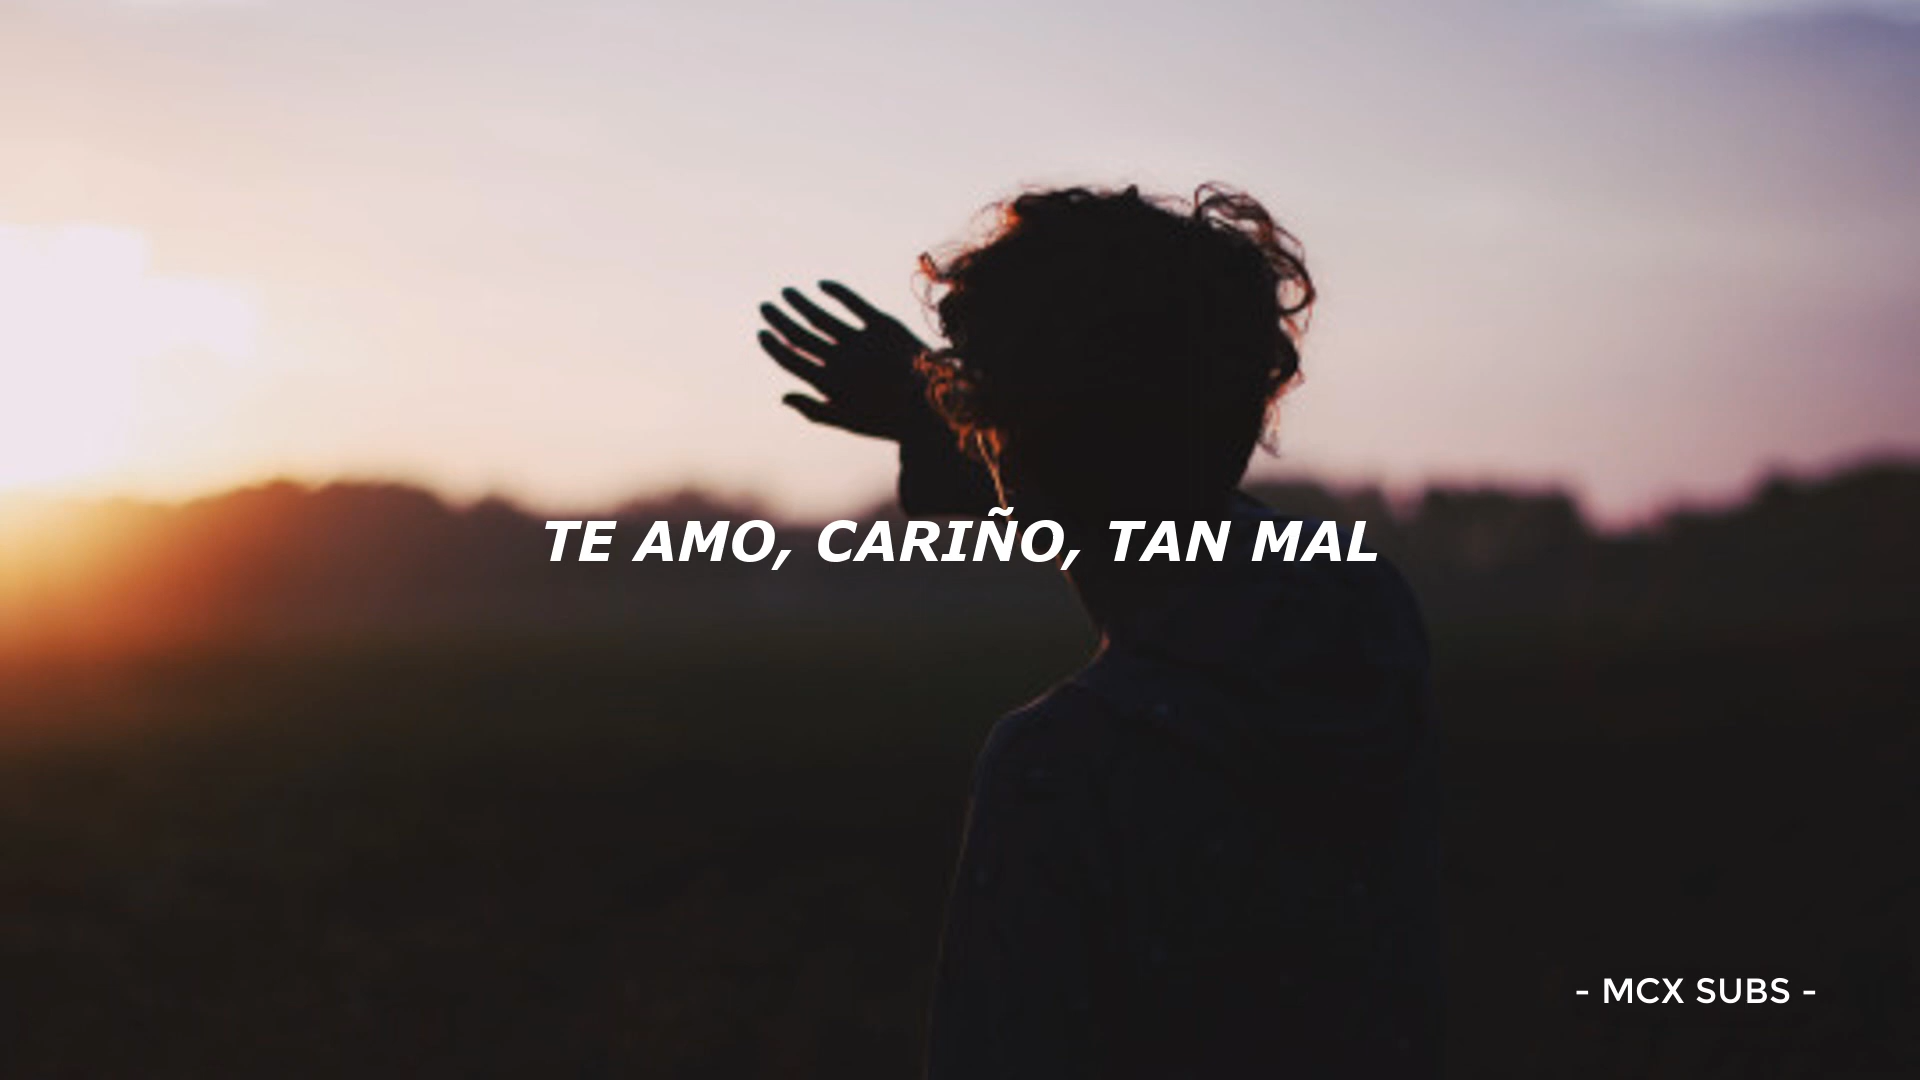 TE AMO, CARIÑO, TAN MAL
- MCX SUBS -